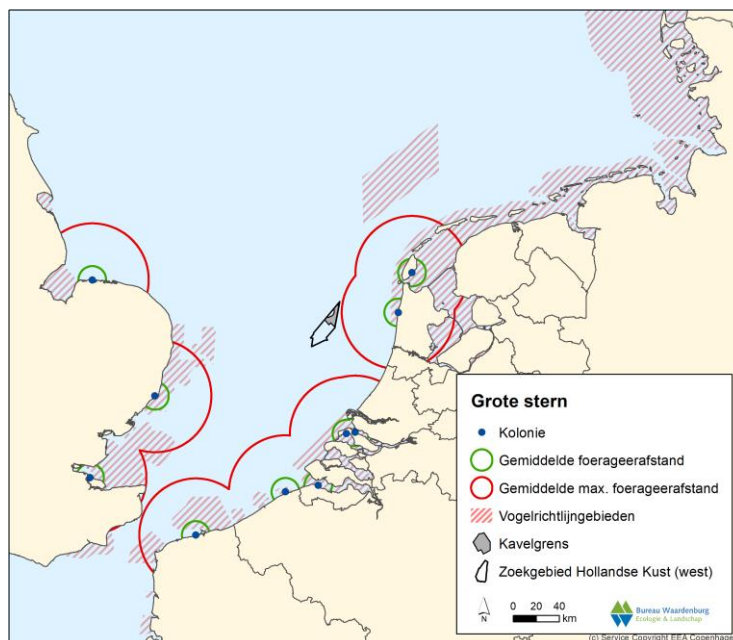 Grote stern
Kolonie
Gemiddelde foerageerafstand
Gemiddelde max. foerageerafstand
Vogelrichtlijngebieden
Kavelgrens
Zoekgebied Hollandse Kust (west)
N
0 20 40
km
Bureau Waardenburg
Ecologie & Landschap
(c) Service Copyright EEA Copenhage